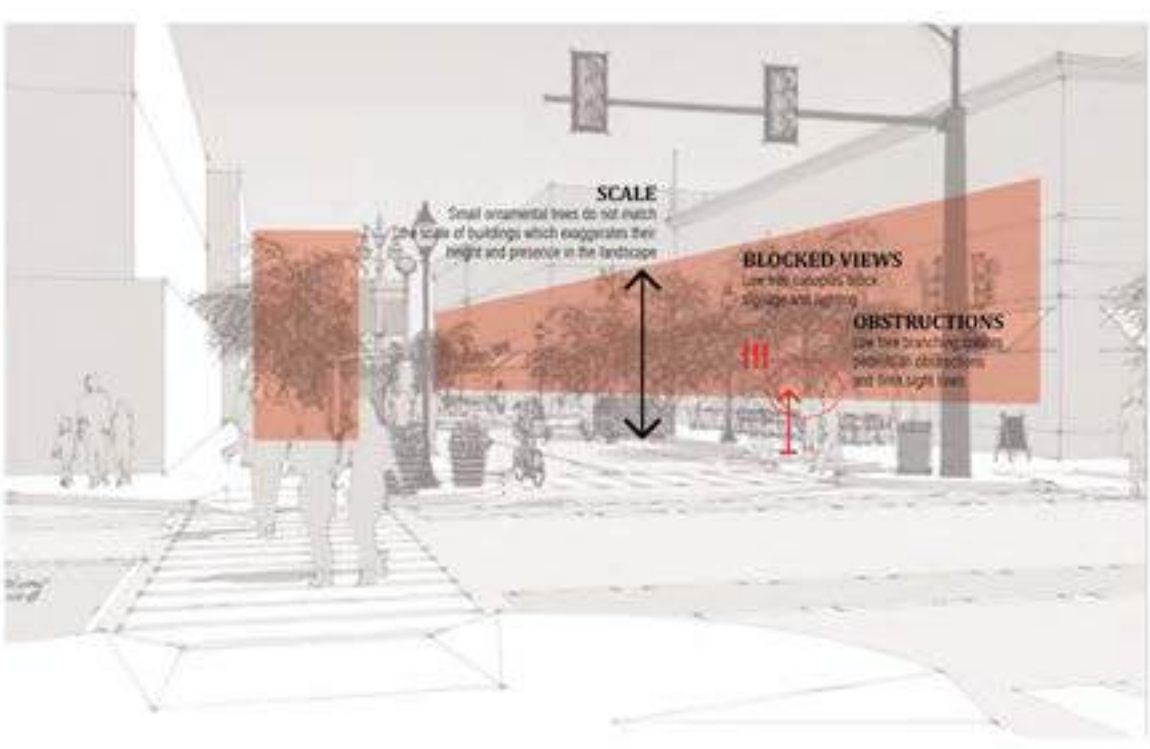 SCALE
Small ornamental trees do not match
the scale of buildings which exaggerates their
height and presence in the landscape
BLOCKED VIEWS
Low tree canopies block
signage and lighting
OBSTRUCTIONS
Low tree branching creates
pedestrian obstructions
and sight lines